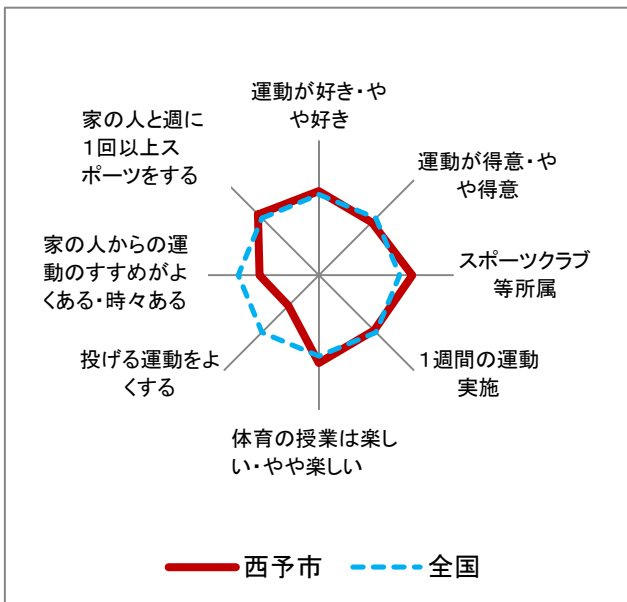 運動が好き・や
や好き
運動が得意・や
や得意
スポーツクラブ
等所属
1週間の運動
実施
体育の授業は楽し
い・やや楽しい
投げる運動をよ
くする
家の人からの運
動のすすめがよ
くある・時々ある
家の人と週に
1回以上ス
ポーツをする
西予市
全国